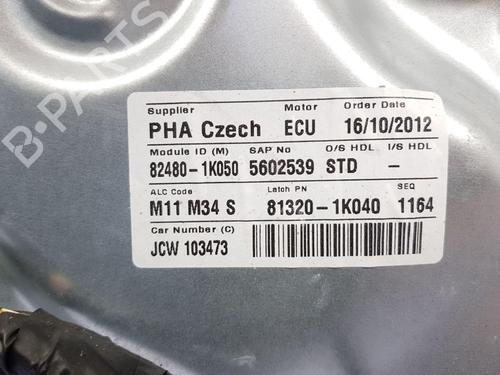 Supplier Motor Order Date
PHA Czech ECU 16/10/2012
Module ID (M) SAP No O/S HDL I/S HDL
82480-1K050 5602539 STD -
ALC Code Latch PN SEQ
M11 M34 S 81320-1K040 1164
Car Number (C)
JCW 103473
B-PARTS